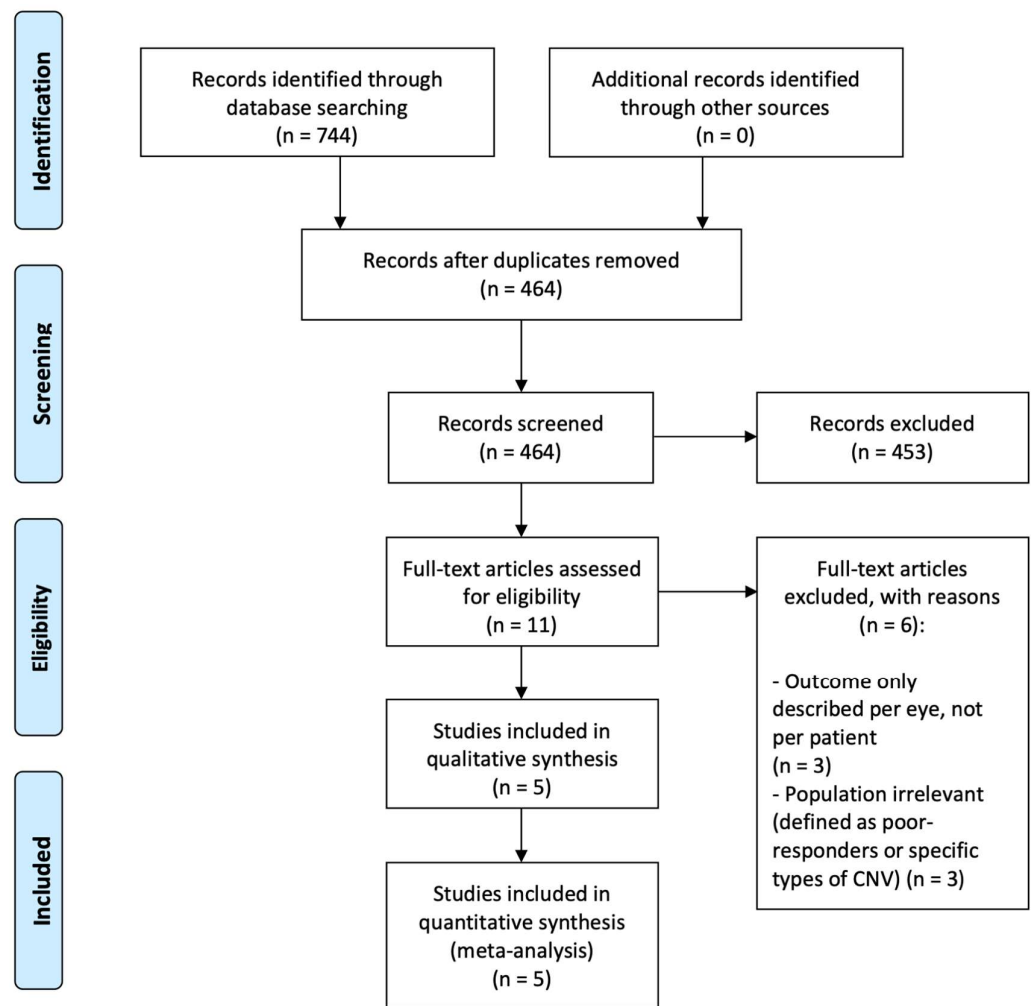 Identification
Records identified through
database searching
(n = 744)
Additional records identified
through other sources
(n = 0)
Records after duplicates removed
(n = 464)
Screening
Records screened
(n = 464)
Records excluded
(n = 453)
Eligibility
Full-text articles assessed
for eligibility
(n = 11)
Full-text articles
excluded, with reasons
(n = 6):
- Outcome only
described per eye, not
per patient
(n = 3)
- Population irrelevant
(defined as poor-
responders or specific
types of CNV) (n = 3)
Studies included in
qualitative synthesis
(n = 5)
Included
Studies included in
quantitative synthesis
(meta-analysis)
(n = 5)